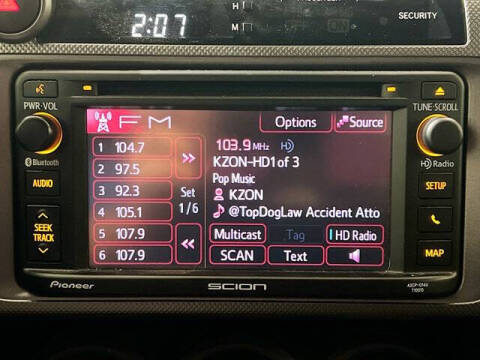 H
M
2:07
SECURITY
PWR•VOL
TUNE•SCROLL
FM
Options
Source
1 104.7
2 97.5
3 92.3
4 105.1
5 107.9
6 107.9
Set
1/6
103.9 MHz HD
KZON-HD1of 3
Pop Music
KZON
@TopDogLaw Accident Atto
Multicast
Tag
HD Radio
SCAN
Text
Bluetooth
AUDIO
SEEK
TRACK
HD Radio
SETUP
MAP
Pioneer
SCION